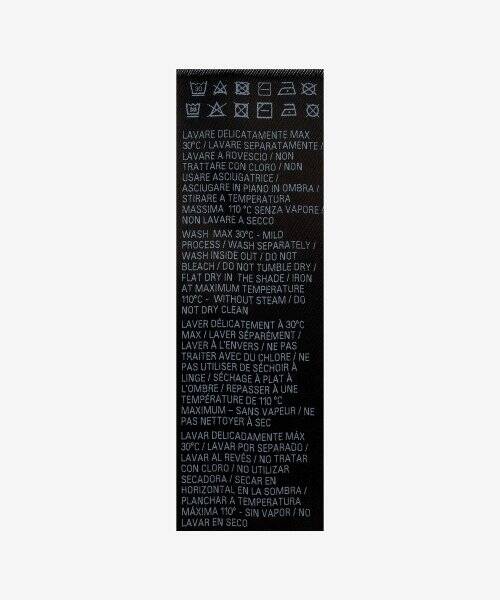 LAVARE DELICATAMENTE MAX
30°C / LAVARE SEPARATAMENTE /
LAVARE A ROVESCIO / NON
TRATTARE CON CLORO / NON
USARE ASCIUGATRICE /
ASCIUGARE IN PIANO IN OMBRA /
STIRARE A TEMPERATURA
MASSIMA 110°C SENZA VAPORE /
NON LAVARE A SECCO
WASH MAX 30°C - MILD
PROCESS / WASH SEPARATELY /
WASH INSIDE OUT / DO NOT
BLEACH / DO NOT TUMBLE DRY /
FLAT DRY IN THE SHADE / IRON
AT MAXIMUM TEMPERATURE
110°C - WITHOUT STEAM / DO
NOT DRY CLEAN
LAVER DÉLICATEMENT À 30°C
MAX / LAVER SÉPARÉMENT /
LAVER À L'ENVERS / NE PAS
TRAITER AVEC DU CHLORE / NE
PAS UTILISER DE SÉCHOIR À
LINGE / SÉCHAGE À PLAT À
L'OMBRE / REPASSER À UNE
TEMPÉRATURE DE 110°C
MAXIMUM – SANS VAPEUR / NE
PAS NETTOYER À SEC
LAVAR DELICADAMENTE MÁX
30°C / LAVAR POR SEPARADO /
LAVAR AL REVÉS / NO TRATAR
CON CLORO / NO UTILIZAR
SECADORA / SECAR EN
HORIZONTAL EN LA SOMBRA /
PLANCHAR A TEMPERATURA
MÁXIMA 110° - SIN VAPOR / NO
LAVAR EN SECO